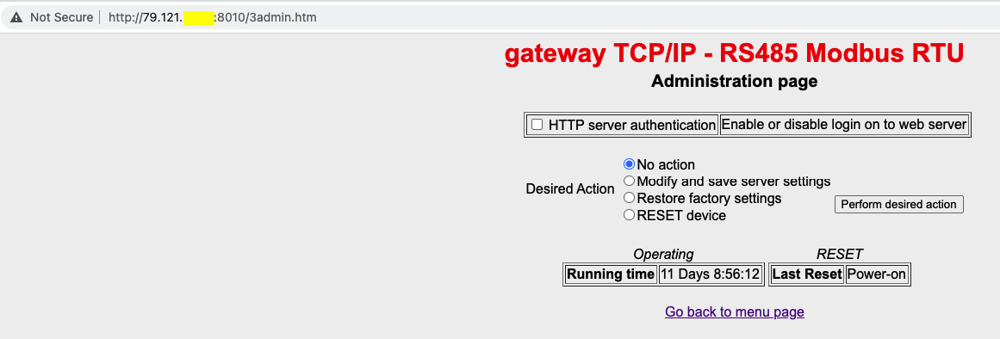 Not Secure http://79.121. :8010/3admin.htm
gateway TCP/IP - RS485 Modbus RTU
Administration page
HTTP server authentication Enable or disable login on to web server
No action
Modify and save server settings
Desired Action
Restore factory settings
Perform desired action
RESET device
Operating RESET
Running time 11 Days 8:56:12 Last Reset Power-on
Go back to menu page